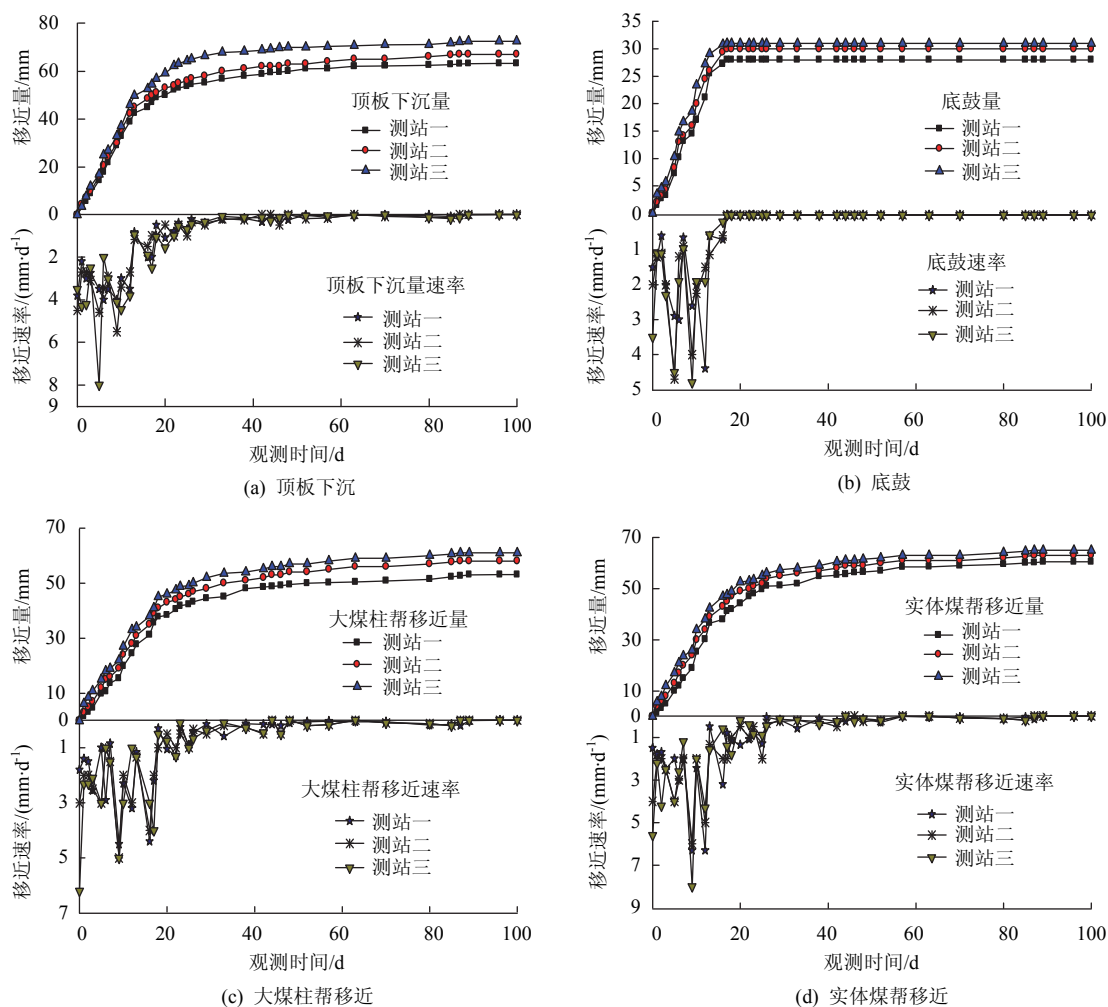 80
60
40
20
0
2
4
6
8
9
移近量/mm
移近速率/(mm·d⁻¹)
顶板下沉量
测站一
测站二
测站三
顶板下沉量速率
测站一
测站二
测站三
0 20 40 60 80 100
观测时间/d
(a) 顶板下沉
35
30
25
20
15
10
5
0
1
2
3
4
5
移近量/mm
移近速率/(mm·d⁻¹)
底鼓量
测站一
测站二
测站三
底鼓速率
测站一
测站二
测站三
0 20 40 60 80 100
观测时间/d
(b) 底鼓
70
50
30
10
0
1
3
5
7
移近量/mm
移近速率/(mm·d⁻¹)
大煤柱帮移近量
测站一
测站二
测站三
大煤柱帮移近速率
测站一
测站二
测站三
0 20 40 60 80 100
观测时间/d
(c) 大煤柱帮移近
70
50
30
10
0
1
3
5
7
9
移近量/mm
移近速率/(mm·d⁻¹)
实体煤帮移近量
测站一
测站二
测站三
实体煤帮移近速率
测站一
测站二
测站三
0 20 40 60 80 100
观测时间/d
(d) 实体煤帮移近